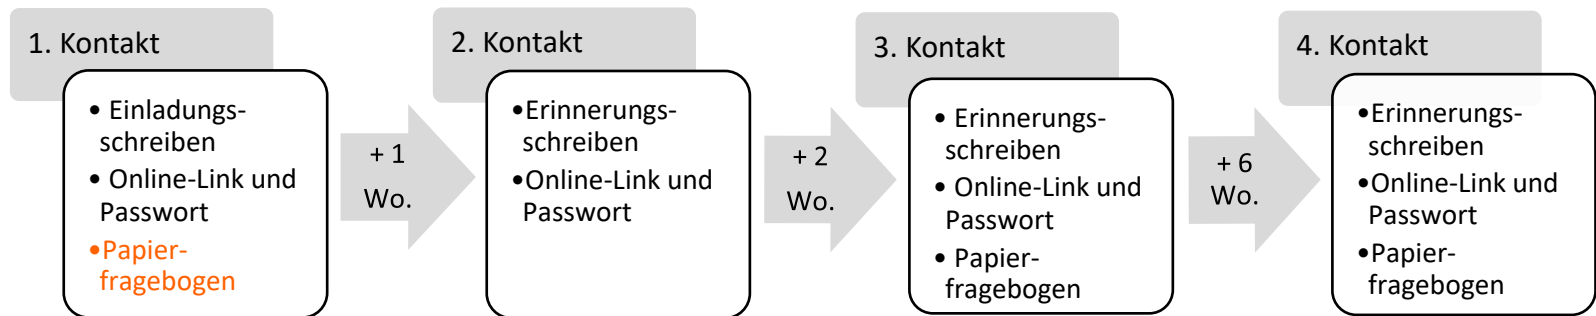 1. Kontakt
• Einladungs-
schreiben
• Online-Link und
Passwort
•Papier-
fragebogen
+ 1
Wo.
2. Kontakt
•Erinnerungs-
schreiben
•Online-Link und
Passwort
+ 2
Wo.
3. Kontakt
• Erinnerungs-
schreiben
• Online-Link und
Passwort
• Papier-
fragebogen
+ 6
Wo.
4. Kontakt
•Erinnerungs-
schreiben
•Online-Link und
Passwort
•Papier-
fragebogen